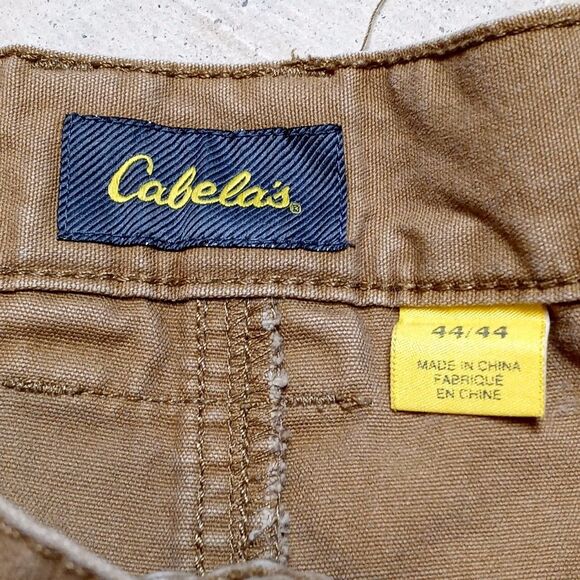 Cabela's®
44/44
MADE IN CHINA
FABRIQUÉ
EN CHINE